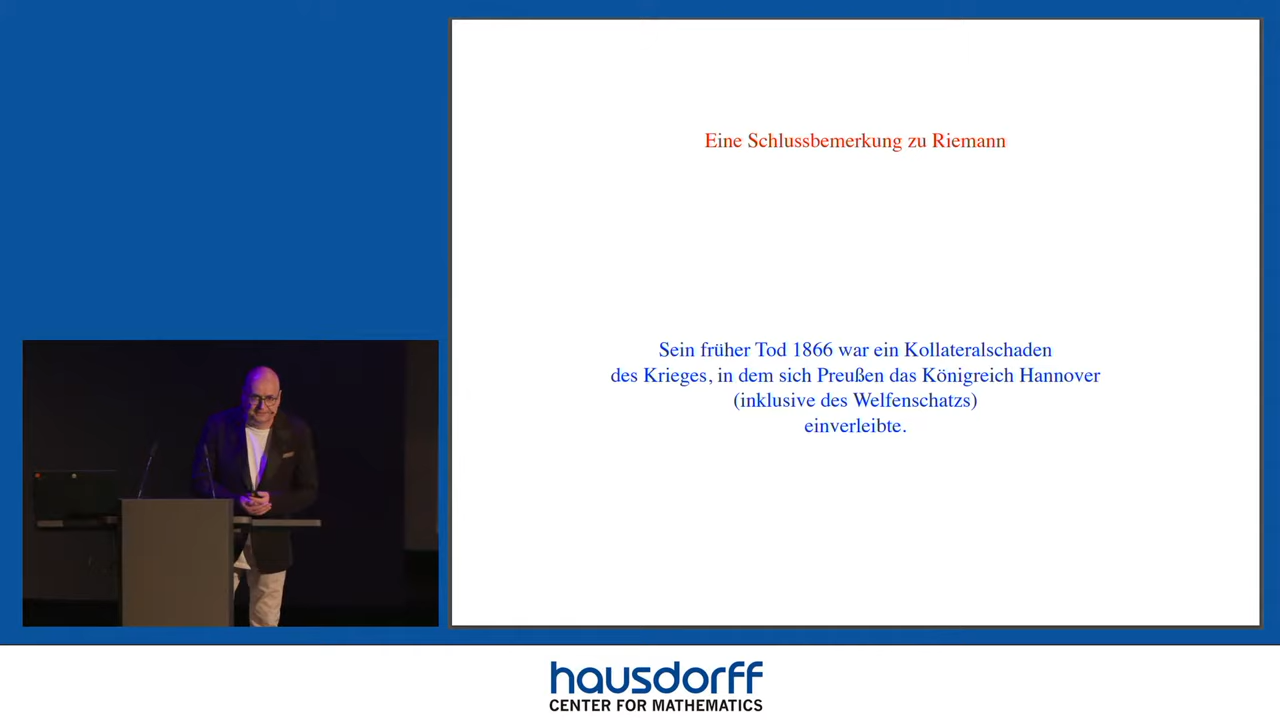 Eine Schlussbemerkung zu Riemann
Sein früher Tod 1866 war ein Kollateralschaden
des Krieges, in dem sich Preußen das Königreich Hannover
(inklusive des Welfenschatzs)
einverleibte.
hausdorff
CENTER FOR MATHEMATICS